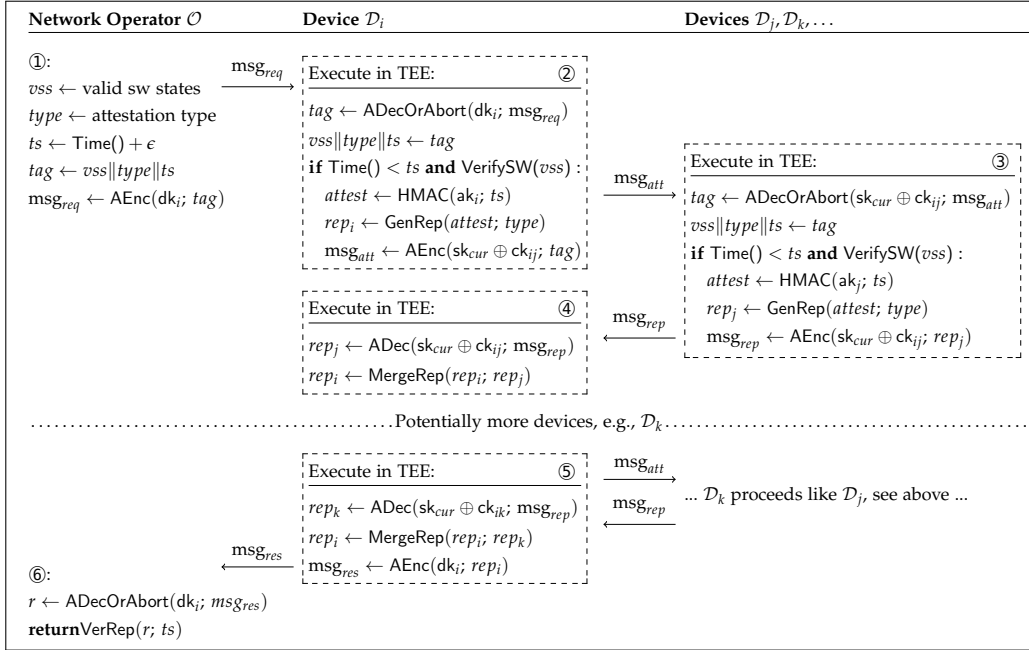 Network Operator 𝒪 Device 𝒟ᵢ Devices 𝒟ⱼ, 𝒟ₖ, . . .
①:
vss ← valid sw states
type ← attestation type
ts ← Time() + ϵ
tag ← vss‖type‖ts
msg_req ← AEnc(dkᵢ; tag)
msg_req
Execute in TEE: ②
tag ← ADecOrAbort(dkᵢ; msg_req)
vss‖type‖ts ← tag
if Time() < ts and VerifySW(vss) :
attest ← HMAC(akᵢ; ts)
repᵢ ← GenRep(attest; type)
msg_att ← AEnc(sk_cur ⊕ ck_ij; tag)
msg_att
Execute in TEE: ③
tag ← ADecOrAbort(sk_cur ⊕ ck_ij; msg_att)
vss‖type‖ts ← tag
if Time() < ts and VerifySW(vss) :
attest ← HMAC(akⱼ; ts)
repⱼ ← GenRep(attest; type)
msg_rep ← AEnc(sk_cur ⊕ ck_ij; repⱼ)
msg_rep
Execute in TEE: ④
repⱼ ← ADec(sk_cur ⊕ ck_ij; msg_rep)
repᵢ ← MergeRep(repᵢ; repⱼ)
Potentially more devices, e.g., 𝒟ₖ
Execute in TEE: ⑤
repₖ ← ADec(sk_cur ⊕ ck_ik; msg_rep)
repᵢ ← MergeRep(repᵢ; repₖ)
msg_res ← AEnc(dkᵢ; repᵢ)
msg_att
msg_rep
... 𝒟ₖ proceeds like 𝒟ⱼ, see above ...
msg_res
⑥:
r ← ADecOrAbort(dkᵢ; msg_res)
returnVerRep(r; ts)